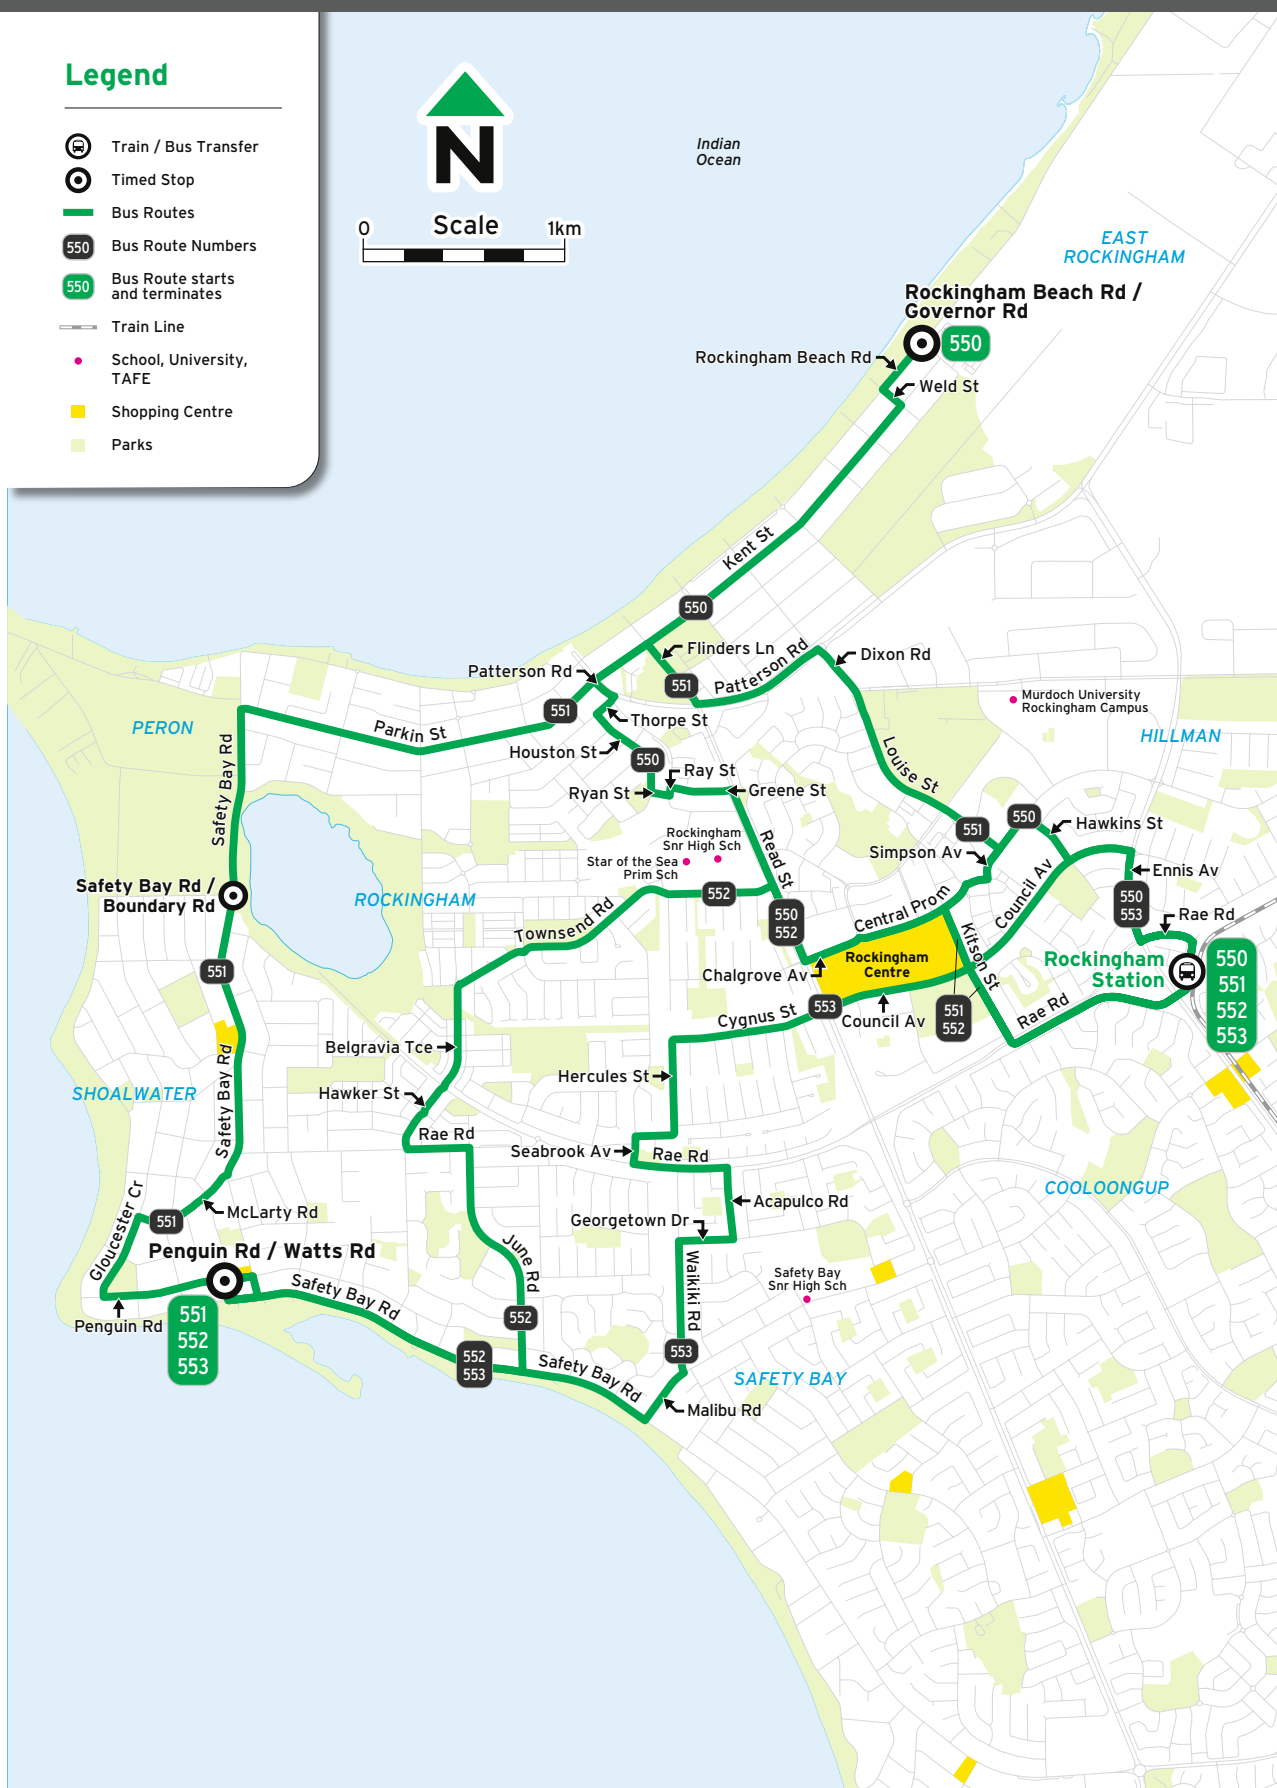 Legend
Train / Bus Transfer
Timed Stop
Bus Routes
550
Bus Route Numbers
550
Bus Route starts
and terminates
Train Line
School, University,
TAFE
Shopping Centre
Parks
N
Scale
0
1km
Indian
Ocean
EAST
ROCKINGHAM
Rockingham Beach Rd /
Governor Rd
550
Rockingham Beach Rd
Weld St
Kent St
550
Flinders Ln
Patterson Rd
Dixon Rd
Patterson Rd
551
Murdoch University
Rockingham Campus
551
Thorpe St
PERON
Parkin St
HILLMAN
Safety Bay Rd
Houston St
550
Louise St
Ray St
Ryan St
Greene St
551
550
Hawkins St
Rockingham
Snr High Sch
Star of the Sea
Prim Sch
Read St
Simpson Av
Council Av
Ennis Av
Safety Bay Rd /
Boundary Rd
ROCKINGHAM
552
Central Prom
550
553
Rae Rd
Townsend Rd
550
552
Kitson St
Rockingham
Centre
Rockingham
Station
550
551
552
553
551
Chalgrove Av
553
Council Av
551
552
Rae Rd
Cygnus St
Belgravia Tce
Safety Bay Rd
Hercules St
SHOALWATER
Hawker St
Rae Rd
Seabrook Av
Rae Rd
COOLOONGUP
Gloucester Cr
McLarty Rd
551
Acapulco Rd
Georgetown Dr
Penguin Rd / Watts Rd
June Rd
Waikiki Rd
Safety Bay
Snr High Sch
Safety Bay Rd
Penguin Rd
551
552
553
552
552
553
Safety Bay Rd
553
SAFETY BAY
Malibu Rd